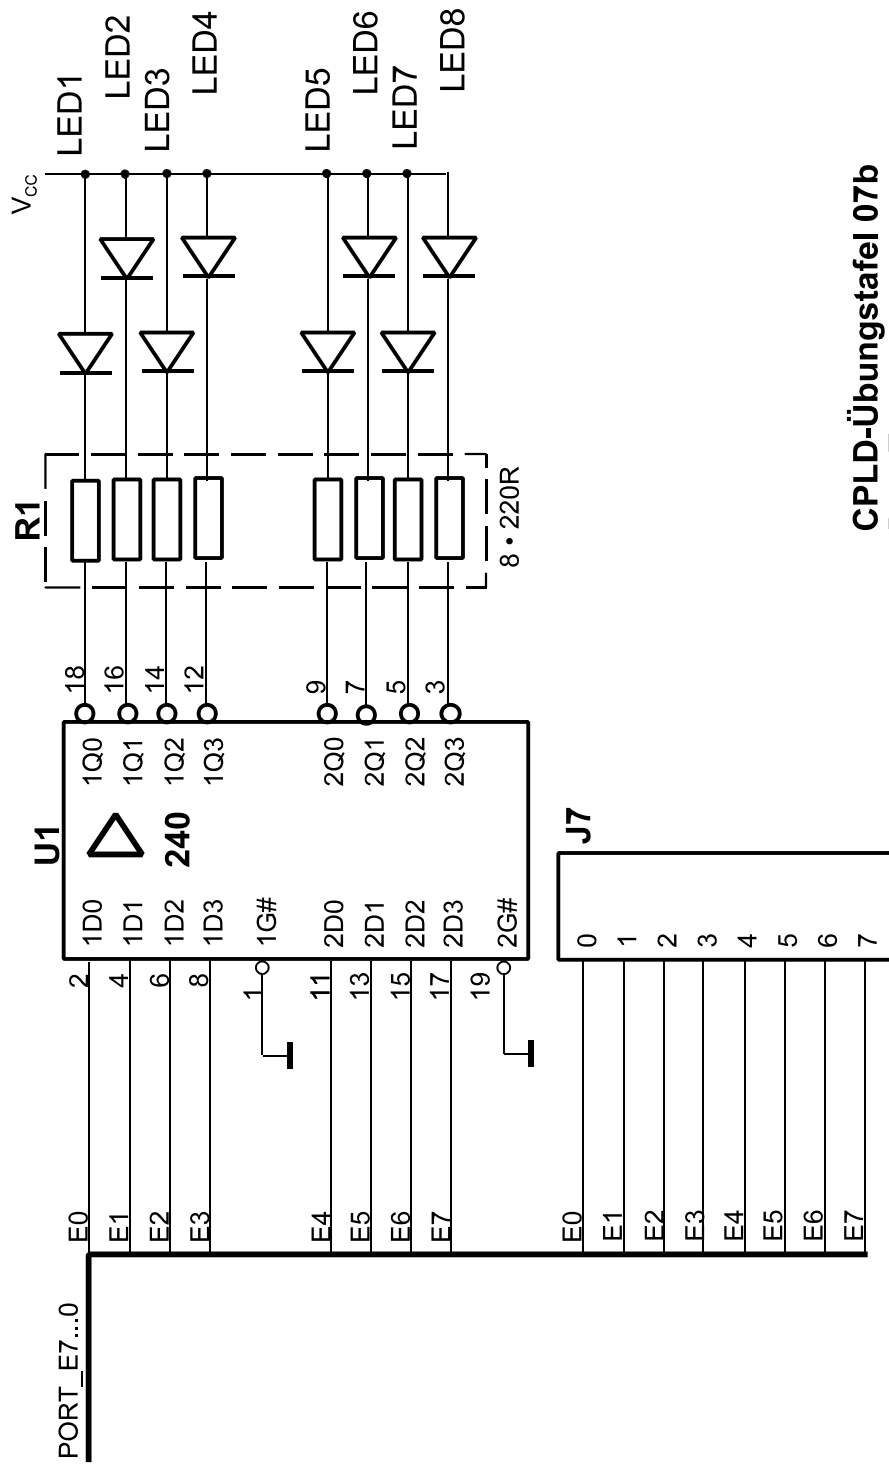 PORT_E7...0
E0
E1
E2
E3
E4
E5
E6
E7
E0
E1
E2
E3
E4
E5
E6
E7
U1
240
2
4
6
8
1
11
13
15
17
19
1D0
1D1
1D2
1D3
1G#
2D0
2D1
2D2
2D3
2G#
1Q0
1Q1
1Q2
1Q3
2Q0
2Q1
2Q2
2Q3
18
16
14
12
9
7
5
3
J7
0
1
2
3
4
5
6
7
R1
8 • 220R
VCC
LED1
LED2
LED3
LED4
LED5
LED6
LED7
LED8
CPLD-Übungstafel 07b